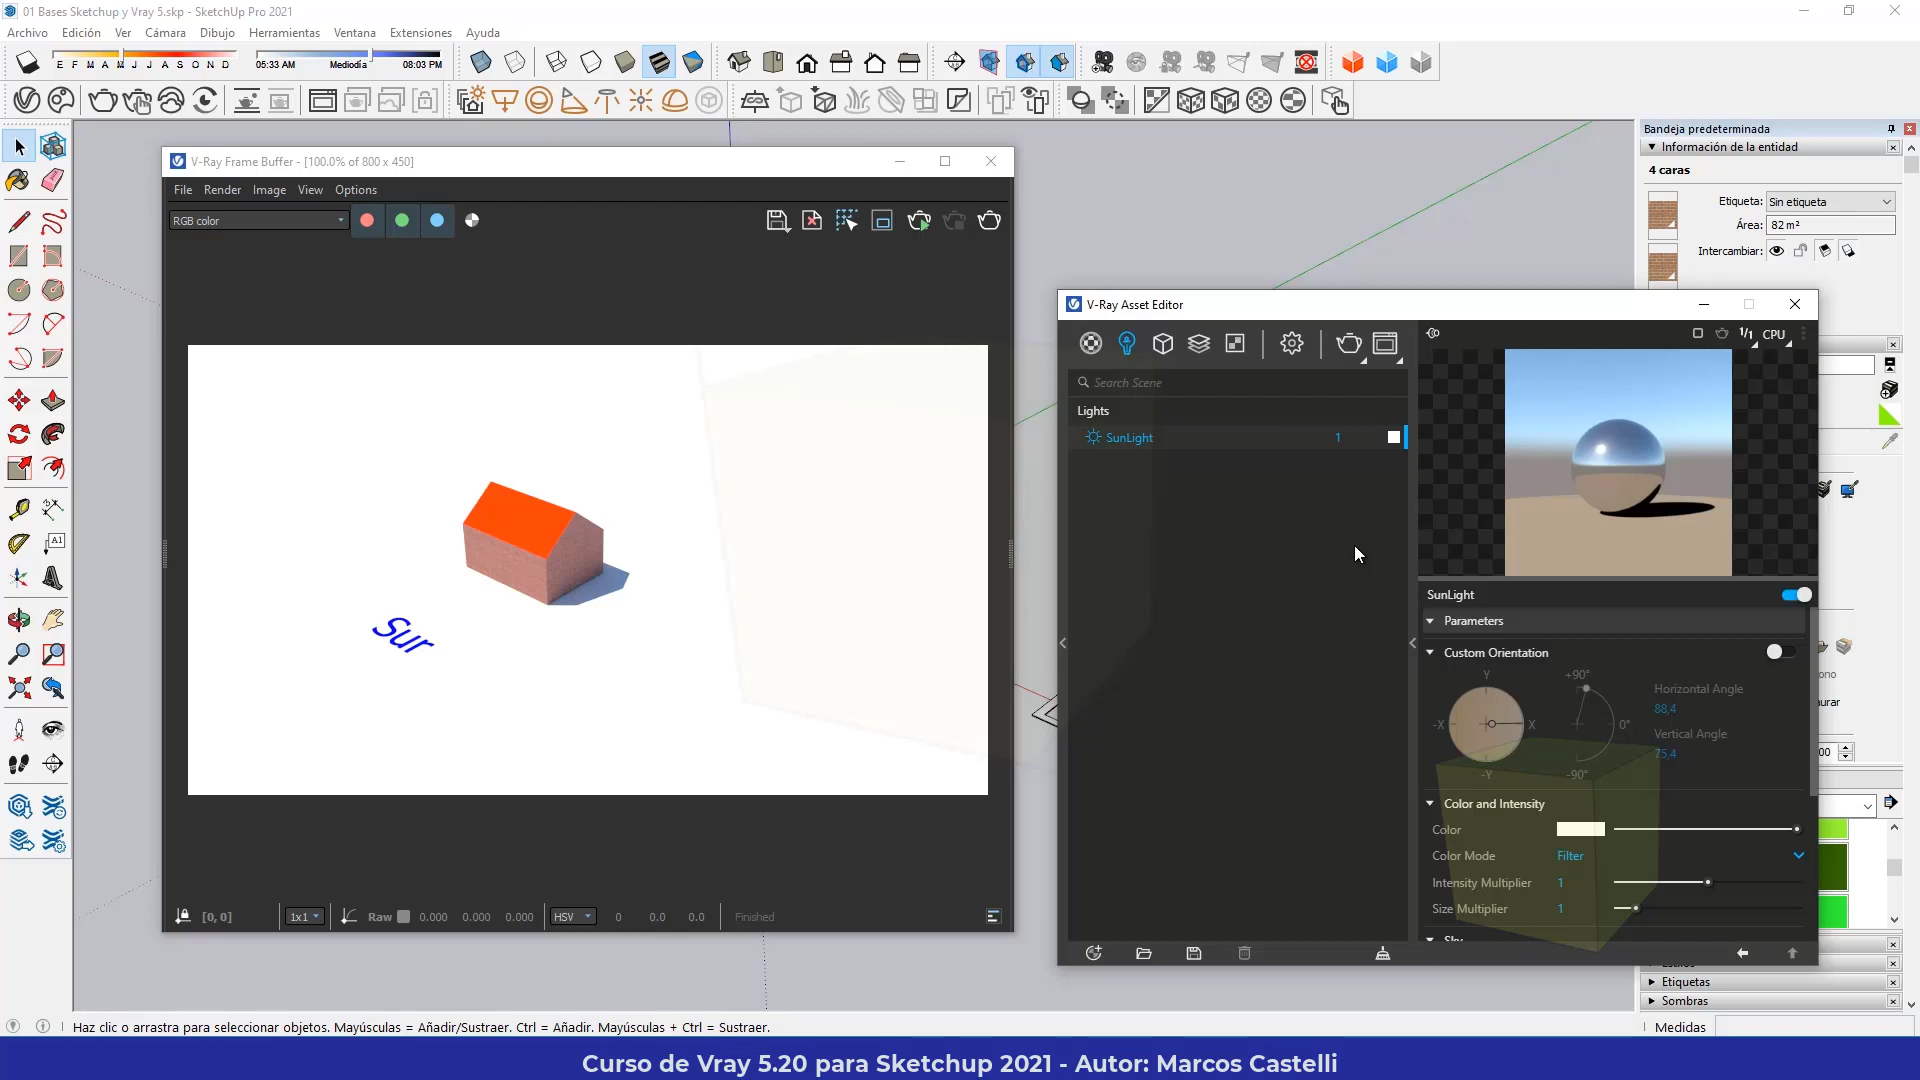 01 Bases Sketchup y Vray 5.skp - SketchUp Pro 2021
Archivo Edición Ver Cámara Dibujo Herramientas Ventana Extensiones Ayuda
E F M A M J J A S O N D
05:33 AM Mediodía 08:03 PM
V-Ray Frame Buffer - [100.0% of 800 x 450]
File Render Image View Options
RGB color
Sur
[0, 0]
1x1
Raw
0.000 0.000 0.000
HSV
0 0.0 0.0
Finished
V-Ray Asset Editor
Search Scene
Lights
SunLight 1
1/1 CPU
SunLight
Parameters
Custom Orientation
Y
-X X
-Y
+90°
0°
-90°
Horizontal Angle
88,4
Vertical Angle
75,4
Color and Intensity
Color
Color Mode Filter
Intensity Multiplier 1
Size Multiplier 1
Sky
Bandeja predeterminada
Información de la entidad
4 caras
Etiqueta: Sin etiqueta
Área: 82 m²
Intercambiar:
Etiquetas
Sombras
A1
Haz clic o arrastra para seleccionar objetos. Mayúsculas = Añadir/Sustraer. Ctrl = Añadir. Mayúsculas + Ctrl = Sustraer.
Medidas
Curso de Vray 5.20 para Sketchup 2021 - Autor: Marcos Castelli